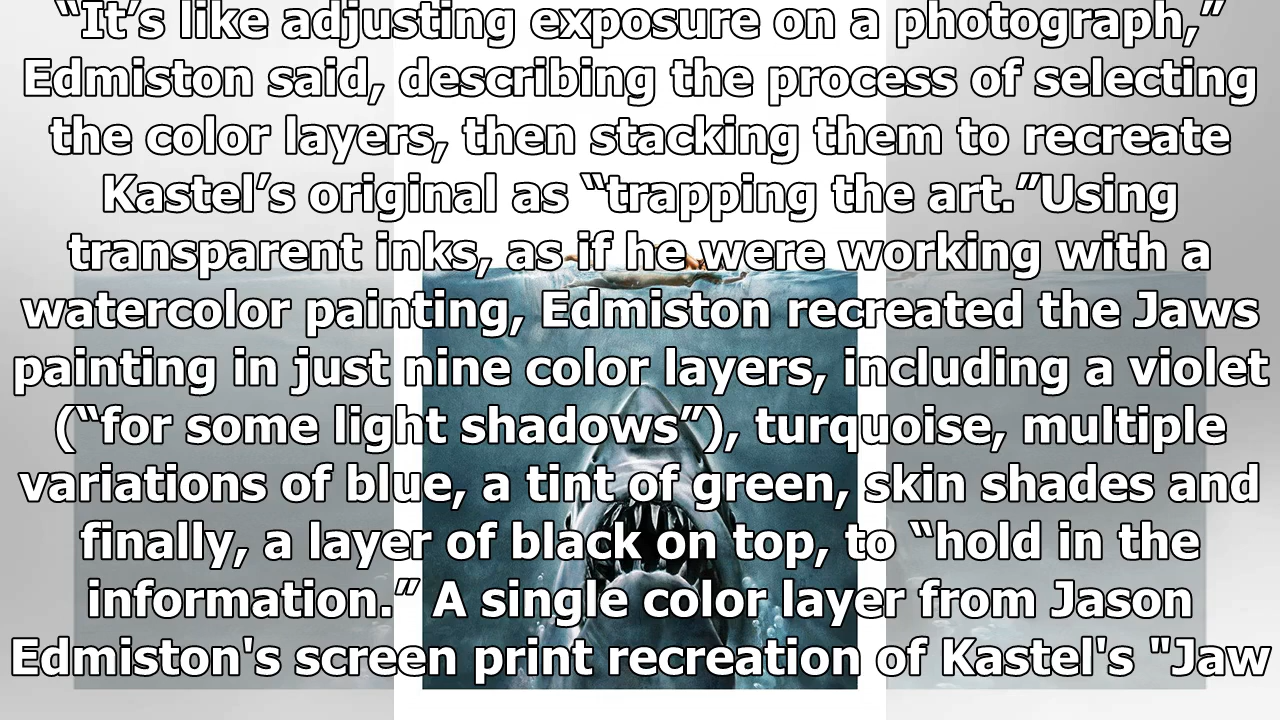 “It’s like adjusting exposure on a photograph,”
Edmiston said, describing the process of selecting
the color layers, then stacking them to recreate
Kastel’s original as “trapping the art.”Using
transparent inks, as if he were working with a
watercolor painting, Edmiston recreated the Jaws
painting in just nine color layers, including a violet
(“for some light shadows”), turquoise, multiple
variations of blue, a tint of green, skin shades and
finally, a layer of black on top, to “hold in the
information.” A single color layer from Jason
Edmiston's screen print recreation of Kastel's "Jaw